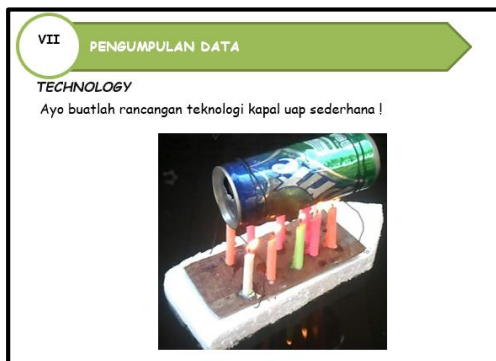 VII
PENGUMPULAN DATA
TECHNOLOGY
Ayo buatlah rancangan teknologi kapal uap sederhana !